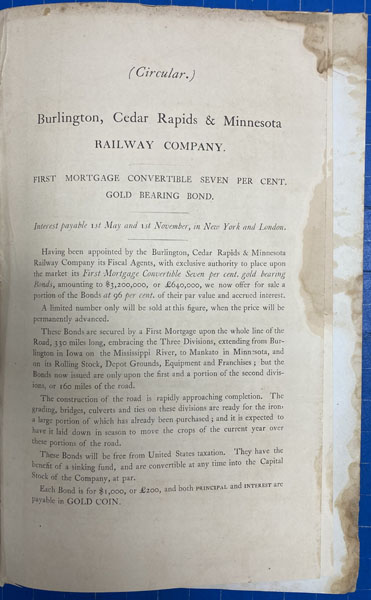 (Circular.)
Burlington, Cedar Rapids & Minnesota
RAILWAY COMPANY.
FIRST MORTGAGE CONVERTIBLE SEVEN PER CENT.
GOLD BEARING BOND.
Interest payable 1st May and 1st November, in New York and London.
Having been appointed by the Burlington, Cedar Rapids & Minnesota
Railway Company its Fiscal Agents, with exclusive authority to place upon
the market its First Mortgage Convertible Seven per cent. gold bearing
Bonds, amounting to $3,200,000, or £640,000, we now offer for sale a
portion of the Bonds at 96 per cent. of their par value and accrued interest.
A limited number only will be sold at this figure, when the price will be
permanently advanced.
These Bonds are secured by a First Mortgage upon the whole line of the
Road, 330 miles long, embracing the Three Divisions, extending from Bur-
lington in Iowa on the Mississippi River, to Mankato in Minnsota, and
on its Rolling Stock, Depot Grounds, Equipment and Franchises; but the
Bonds now issued are only upon the first and a portion of the second divis-
ions, or 160 miles of the road.
The construction of the road is rapidly approaching completion. The
grading, bridges, culverts and ties on these divisions are ready for the iron-
a large portion of which has already been purchased; and it is expected to
have it laid down in season to move the crops of the current year over
these portions of the road.
These Bonds will be free from United States taxation. They have the
benefit of a sinking fund, and are convertible at any time into the Capital
Stock of the Company, at par.
Each Bond is for $1,000, or £200, and both PRINCIPAL and INTEREST are
payable in GOLD COIN.